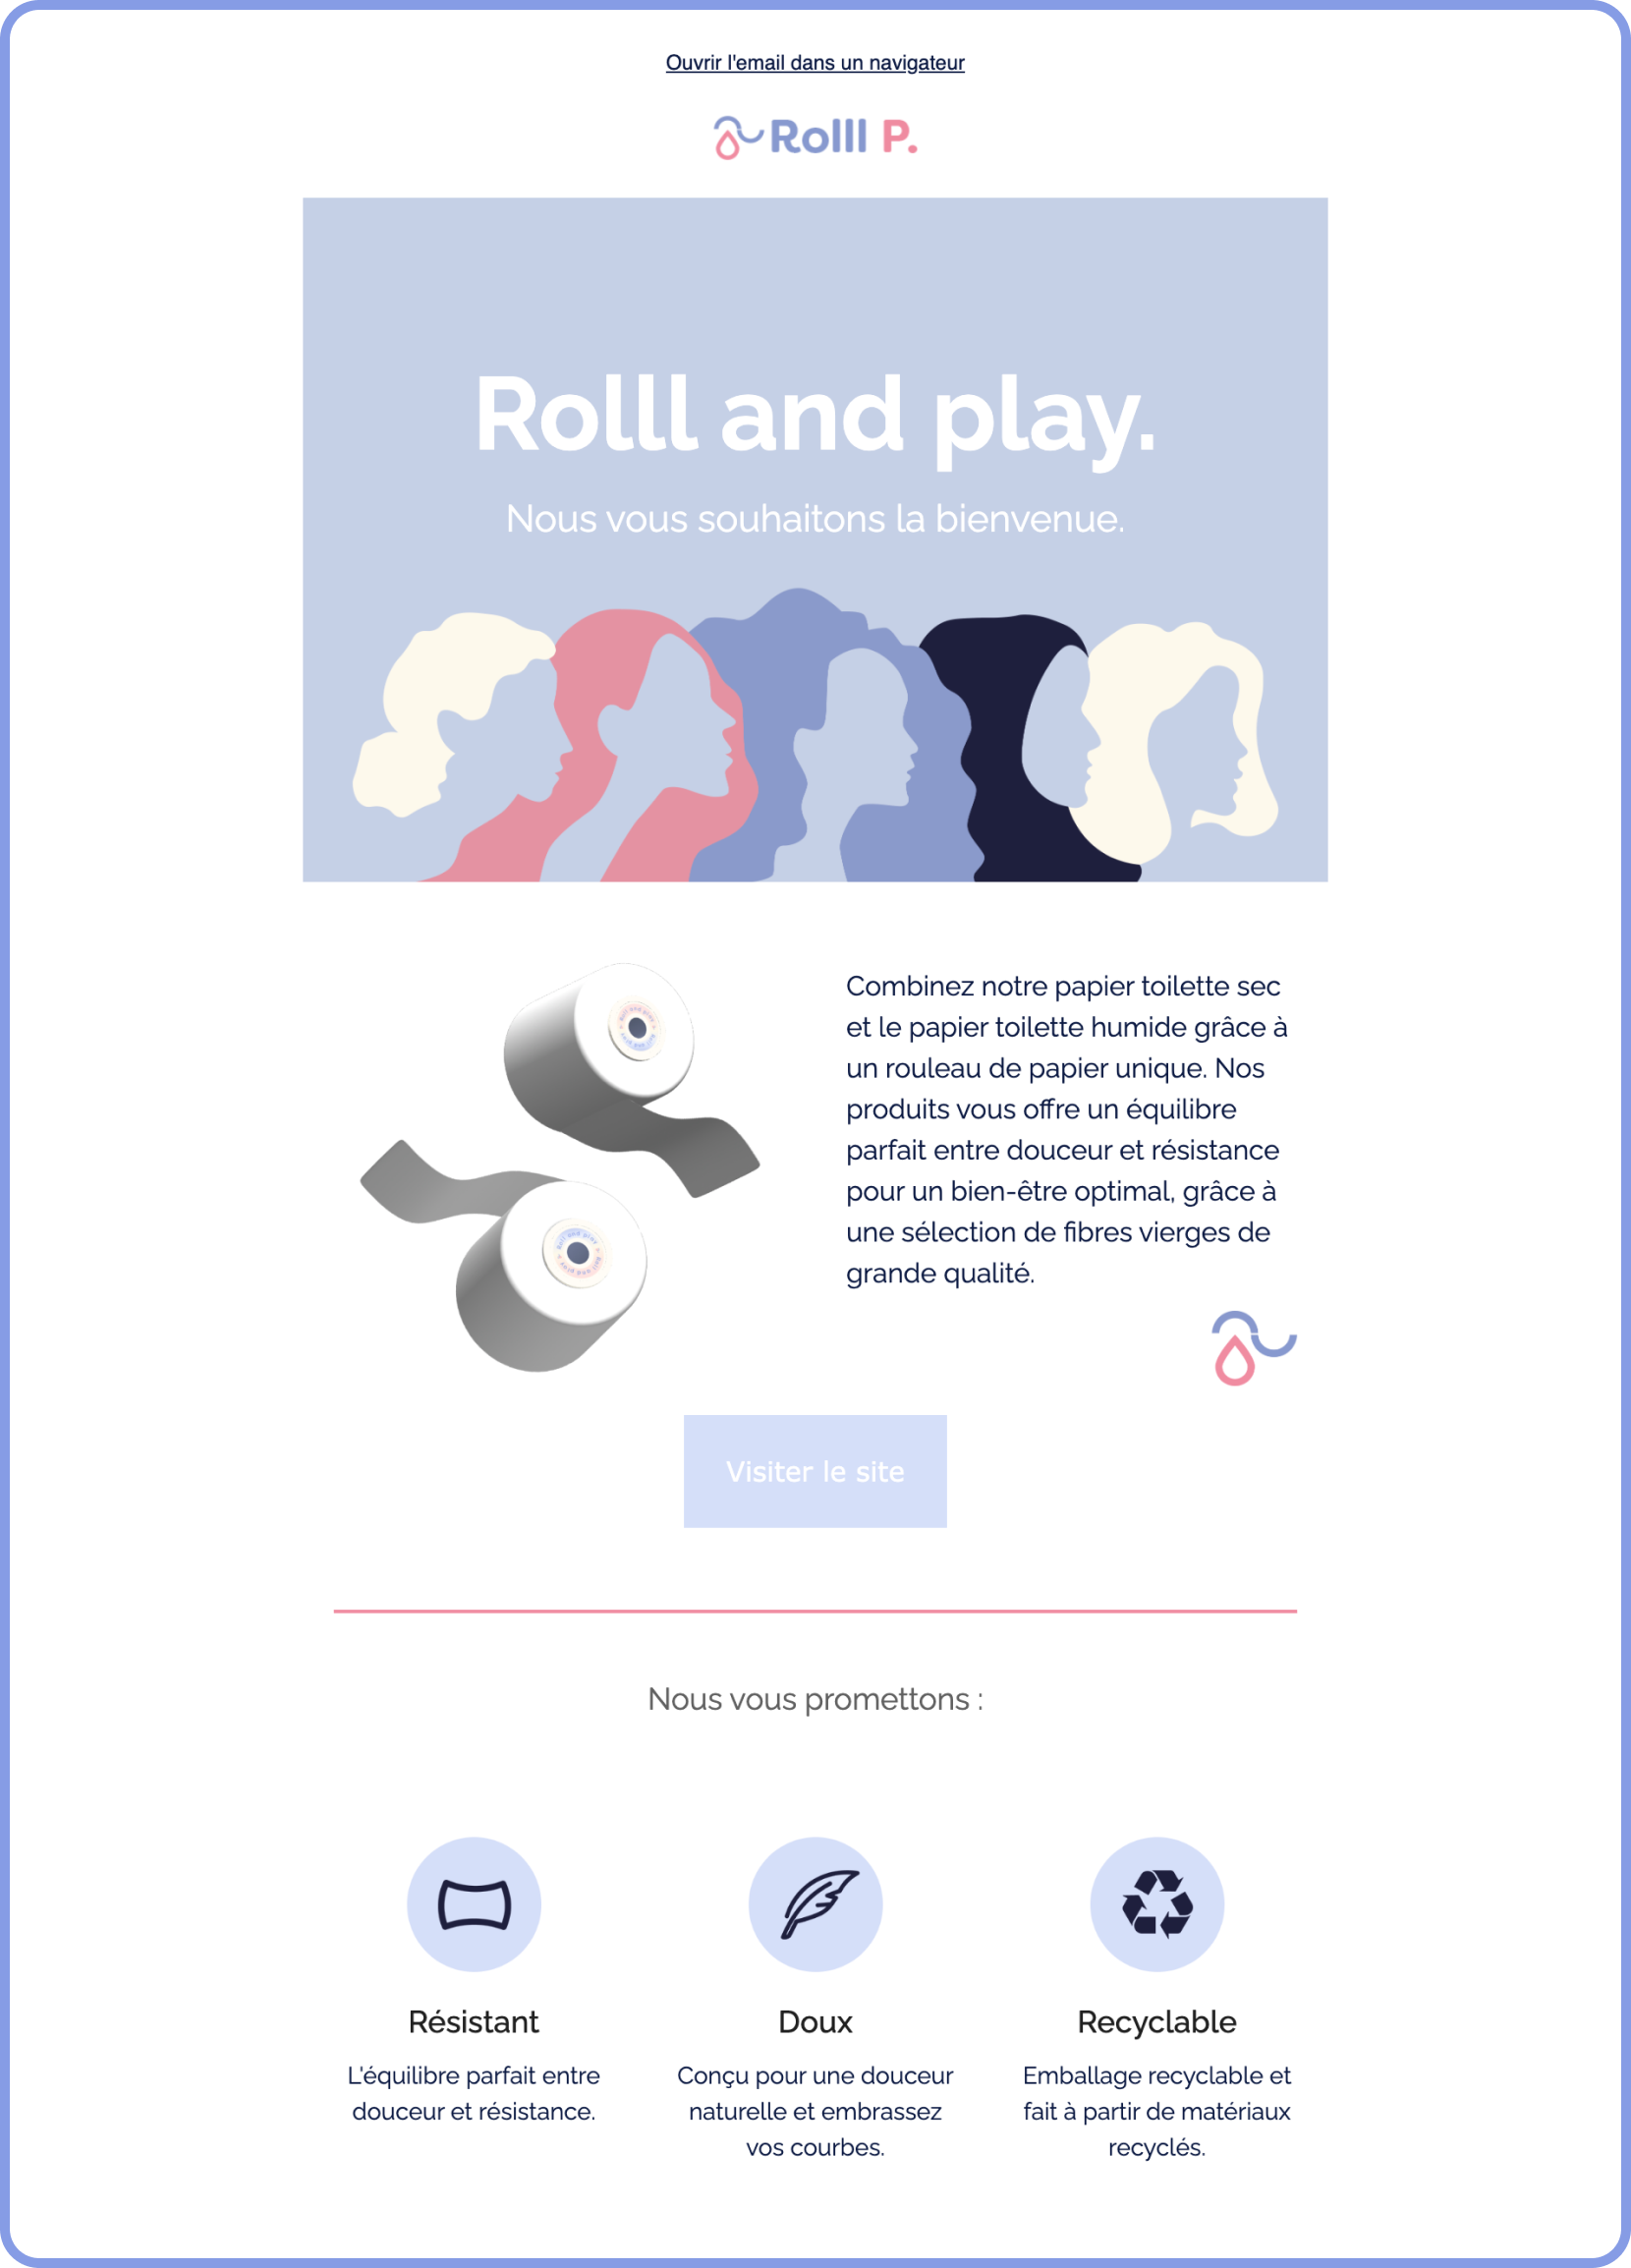 Ouvrir l'email dans un navigateur
Rolll P.
Rolll and play.
Nous vous souhaitons la bienvenue.
Combinez notre papier toilette sec
et le papier toilette humide grâce à
un rouleau de papier unique. Nos
produits vous offre un équilibre
parfait entre douceur et résistance
pour un bien-être optimal, grâce à
une sélection de fibres vierges de
grande qualité.
Visiter le site
Nous vous promettons :
Résistant
L'équilibre parfait entre
douceur et résistance.
Doux
Conçu pour une douceur
naturelle et embrassez
vos courbes.
Recyclable
Emballage recyclable et
fait à partir de matériaux
recyclés.